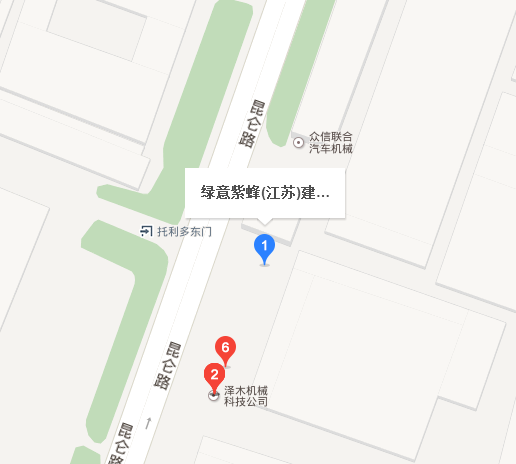 昆仑路
众信联合
汽车机械
绿意紫蜂(江苏)建...
托利多东门
1
昆仑路
6
2
泽木机械
科技公司
昆仑路